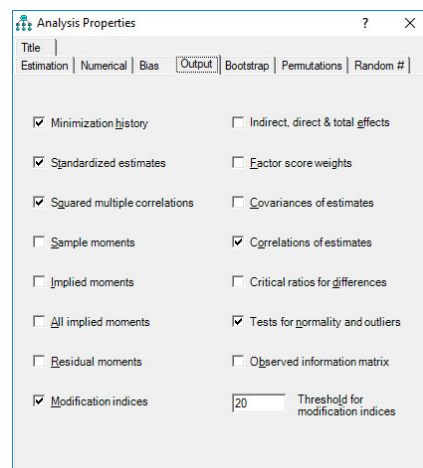 Analysis Properties ? ×
Title
Estimation Numerical Bias Output Bootstrap Permutations Random #
Minimization history Indirect, direct & total effects
Standardized estimates Factor score weights
Squared multiple correlations Covariances of estimates
Sample moments Correlations of estimates
Implied moments Critical ratios for differences
All implied moments Tests for normality and outliers
Residual moments Observed information matrix
Modification indices 20 Threshold for
modification indices